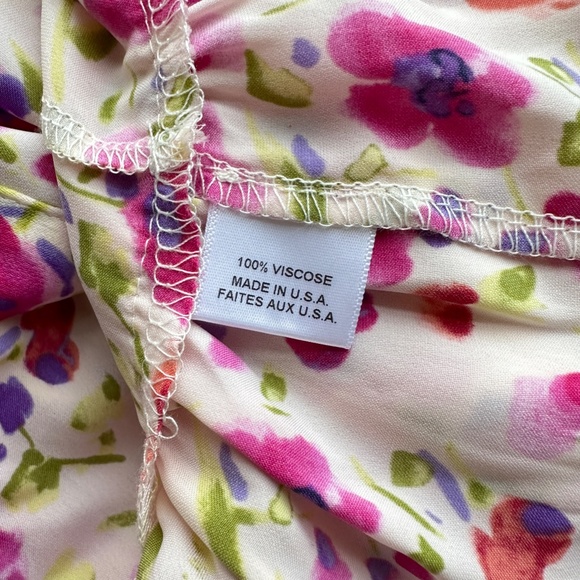 100% VISCOSE
MADE IN U.S.A.
FAITES AUX U.S.A.